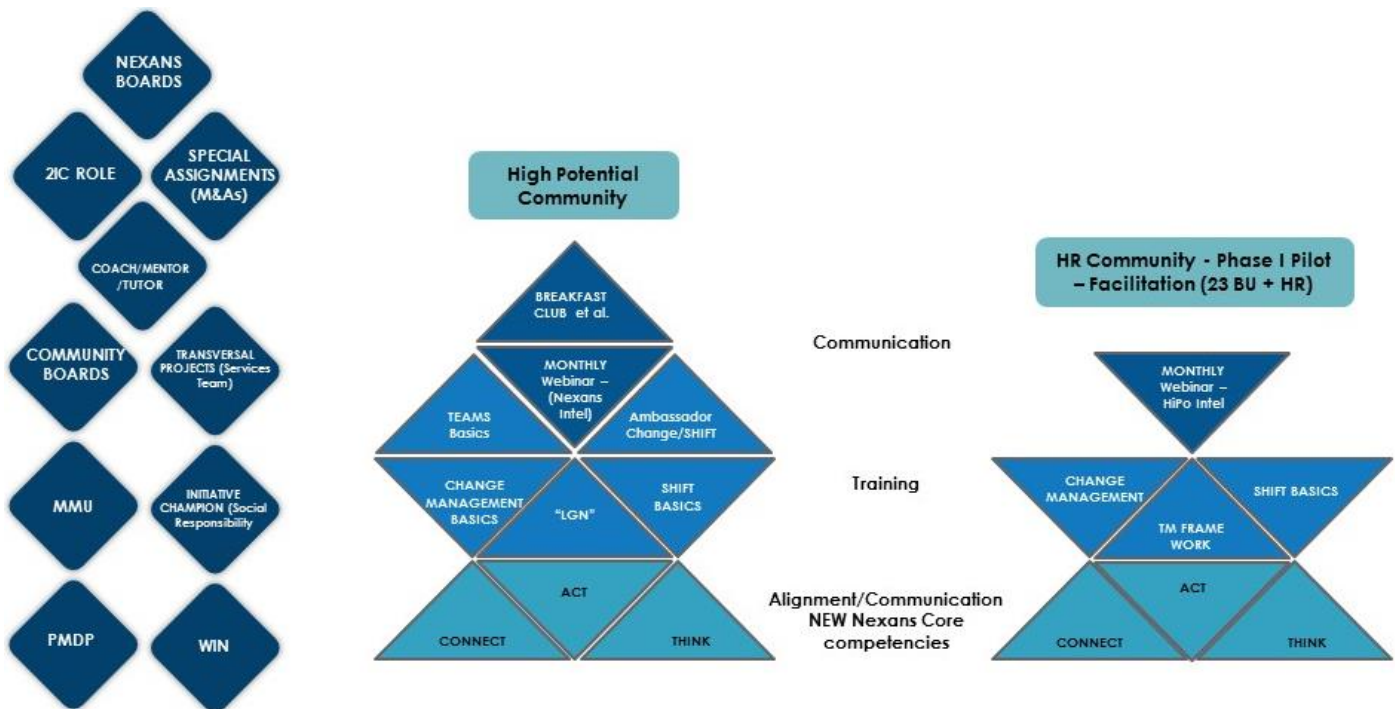 NEXANS
BOARDS
2IC ROLE
SPECIAL
ASSIGNMENTS
(M&As)
COACH/MENTOR
/TUTOR
COMMUNITY
BOARDS
TRANSVERSAL
PROJECTS (Services
Team)
MMU
INITIATIVE
CHAMPION (Social
Responsibility
PMDP
WIN
High Potential
Community
BREAKFAST
CLUB et al.
MONTHLY
Webinar –
(Nexans
Intel)
TEAMS
Basics
Ambassador
Change/SHIFT
CHANGE
MANAGEMENT
BASICS
"LGN"
SHIFT
BASICS
ACT
CONNECT
THINK
Communication
Training
Alignment/Communication
NEW Nexans Core
competencies
HR Community - Phase I Pilot
– Facilitation (23 BU + HR)
MONTHLY
Webinar –
HiPo Intel
CHANGE
MANAGEMENT
SHIFT BASICS
TM FRAME
WORK
ACT
CONNECT
THINK